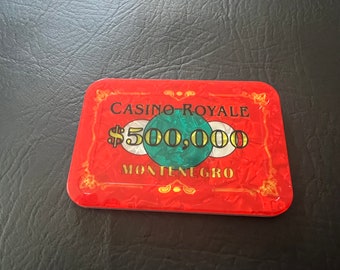 CASINO ROYALE
$500,000
MONTENEGRO